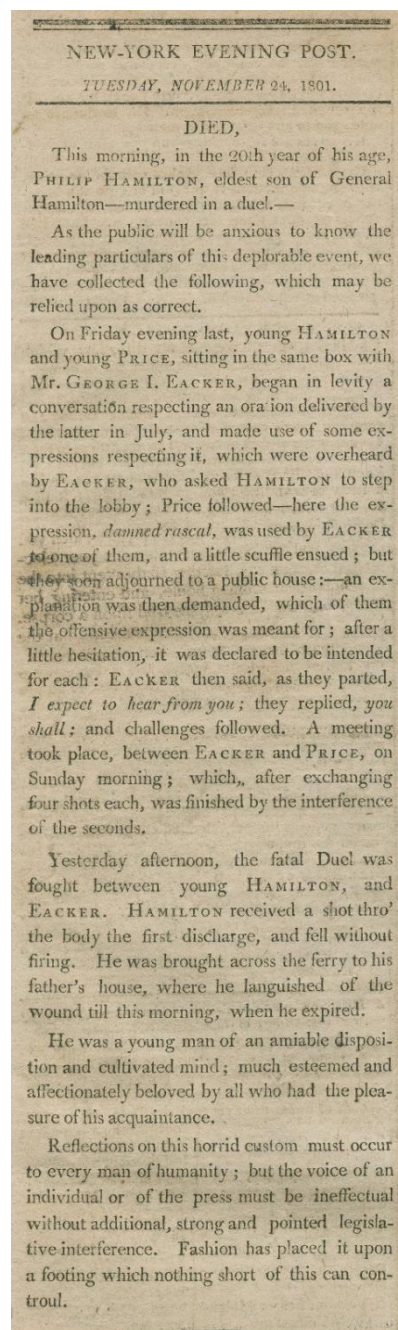 NEW-YORK EVENING POST.
TUESDAY, NOVEMBER 24, 1801.
DIED,
This morning, in the 20th year of his age,
PHILIP HAMILTON, eldest son of General
Hamilton—murdered in a duel.—
As the public will be anxious to know the
leading particulars of this deplorable event, we
have collected the following, which may be
relied upon as correct.
On Friday evening last, young HAMILTON
and young PRICE, sitting in the same box with
Mr. GEORGE I. EACKER, began in levity a
conversation respecting an ora ion delivered by
the latter in July, and made use of some ex-
pressions respecting it, which were overheard
by EACKER, who asked HAMILTON to step
into the lobby; Price followed—here the ex-
pression, damned rascal, was used by EACKER
to one of them, and a little scuffle ensued; but
they soon adjourned to a public house:—an ex-
planation was then demanded, which of them
the offensive expression was meant for; after a
little hesitation, it was declared to be intended
for each: EACKER then said, as they parted,
I expect to hear from you; they replied, you
shall; and challenges followed. A meeting
took place, between EACKER and PRICE, on
Sunday morning; which,, after exchanging
four shots each, was finished by the interference
of the seconds.
Yesterday afternoon, the fatal Duel was
fought between young HAMILTON, and
EACKER. HAMILTON received a shot thro'
the body the first discharge, and fell without
firing. He was brought across the ferry to his
father's house, where he languished of the
wound till this morning, when he expired.
He was a young man of an amiable disposi-
tion and cultivated mind; much esteemed and
affectionately beloved by all who had the plea-
sure of his acquaintance.
Reflections on this horrid custom must occur
to every man of humanity; but the voice of an
individual or of the press must be ineffectual
without additional, strong and pointed legisla-
tive interference. Fashion has placed it upon
a footing which nothing short of this can con-
troul.